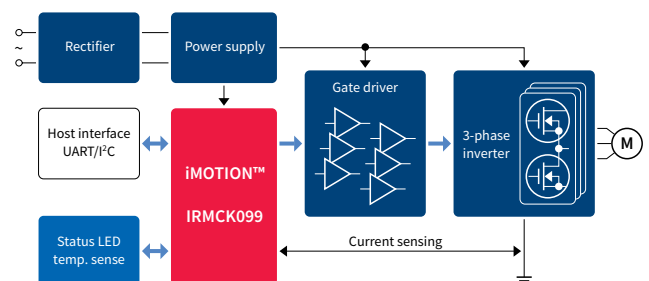 Rectifier
Power supply
~
Gate driver
Host interface
UART/I²C
iMOTION™
IRMCK099
3-phase
inverter
M
Status LED
temp. sense
Current sensing